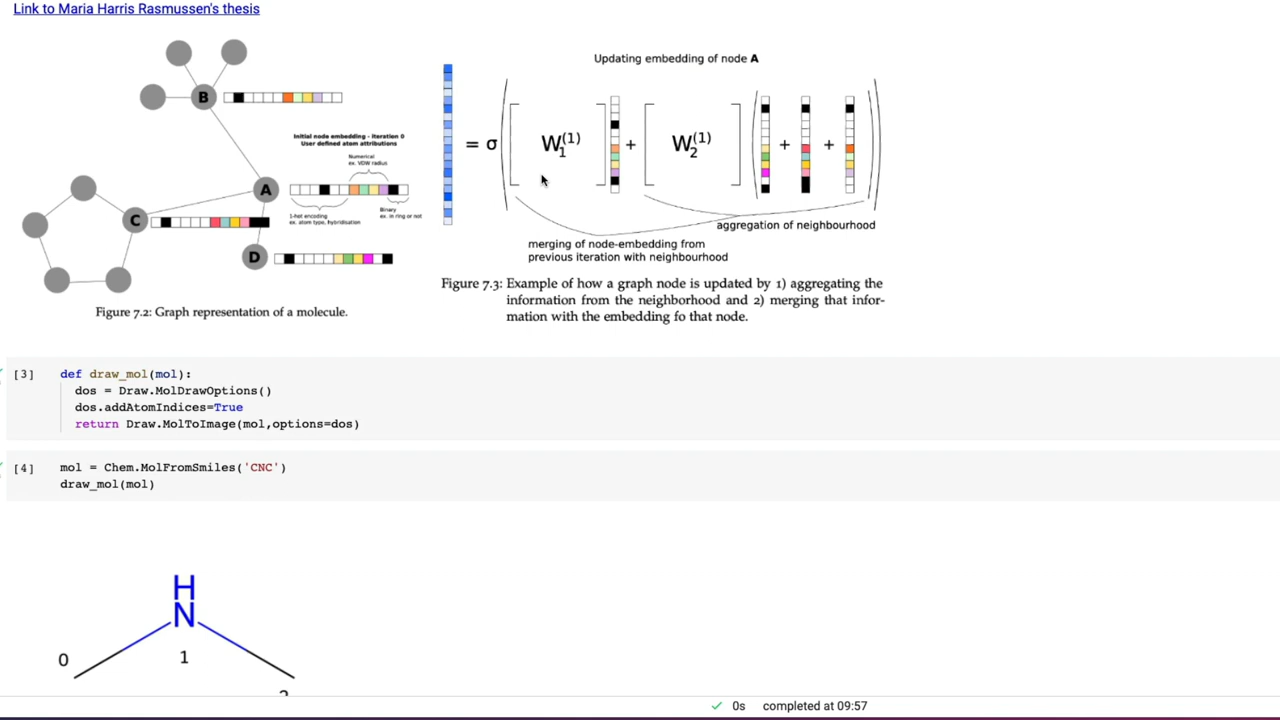 Link to Maria Harris Rasmussen's thesis
B
Initial node embedding - iteration 0
User defined atom attributions
Numerical
ex. VDW radius
A
1-hot encoding
ex. atom type, hybridisation
Binary
ex. in ring or not
C
D
Figure 7.2: Graph representation of a molecule.
Updating embedding of node A
= σ W₁⁽¹⁾ + W₂⁽¹⁾ + +
aggregation of neighbourhood
merging of node-embedding from
previous iteration with neighbourhood
Figure 7.3: Example of how a graph node is updated by 1) aggregating the
information from the neighborhood and 2) merging that infor-
mation with the embedding fo that node.
[3] def draw_mol(mol):
dos = Draw.MolDrawOptions()
dos.addAtomIndices=True
return Draw.MolToImage(mol,options=dos)
[4] mol = Chem.MolFromSmiles('CNC')
draw_mol(mol)
H
N
0
1
0s completed at 09:57